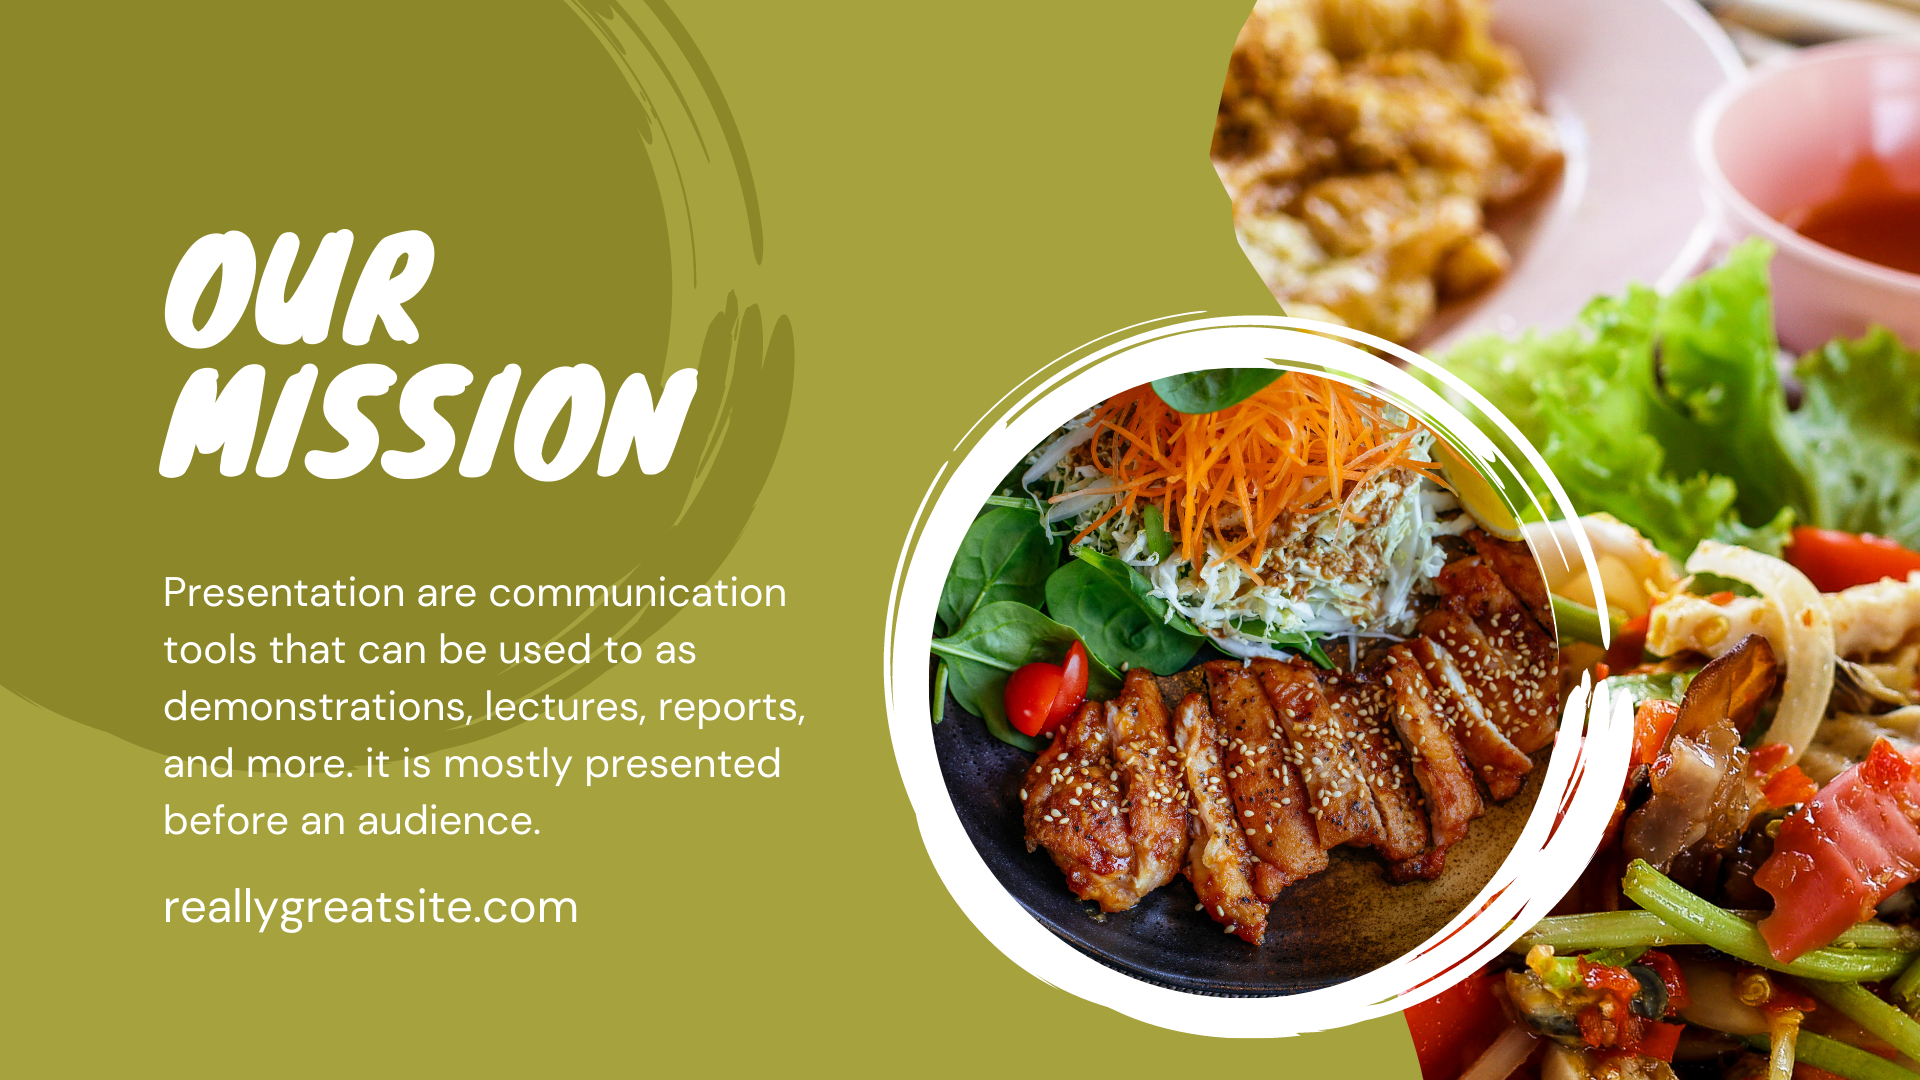 OUR
MISSION
Presentation are communication
tools that can be used to as
demonstrations, lectures, reports,
and more. it is mostly presented
before an audience.
reallygreatsite.com